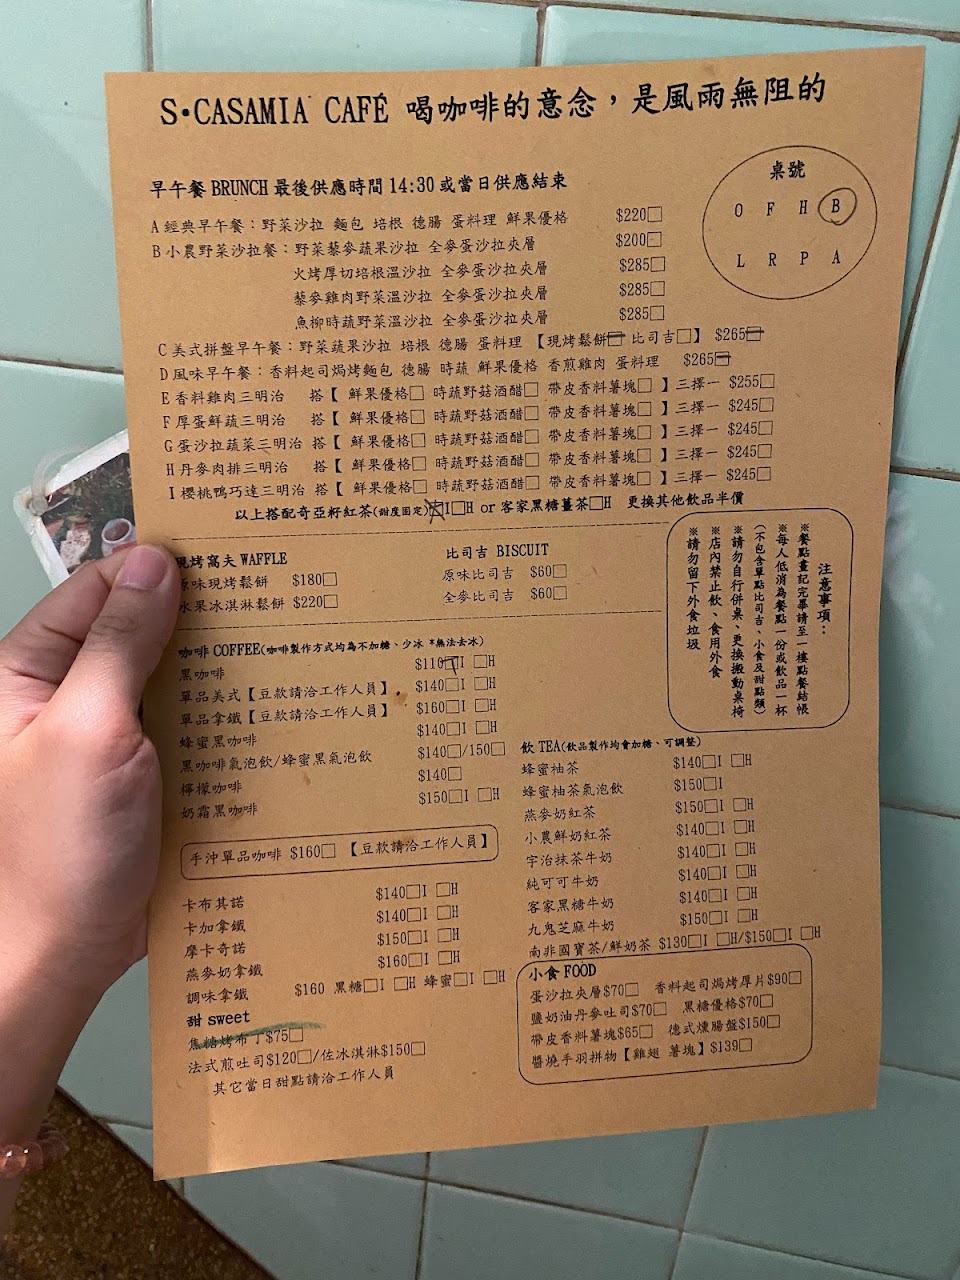 S•CASAMIA CAFÉ 喝咖啡的意念，是風雨無阻的
早午餐 BRUNCH 最後供應時間 14:30 或當日供應結束
A 經典早午餐：野菜沙拉 麵包 培根 德腸 蛋料理 鮮果優格 $220□
B 小農野菜沙拉餐：野菜藜麥蔬果沙拉 全麥蛋沙拉夾層 $200□
火烤厚切培根溫沙拉 全麥蛋沙拉夾層 $285□
藜麥雞肉野菜溫沙拉 全麥蛋沙拉夾層 $285□
魚柳時蔬野菜溫沙拉 全麥蛋沙拉夾層 $285□
C 美式拼盤早午餐：野菜蔬果沙拉 培根 德腸 蛋料理 【現烤鬆餅□ 比司吉□】 $265□
D 風味早午餐：香料起司焗烤麵包 德腸 時蔬 鮮果優格 香煎雞肉 蛋料理 $265□
E 香料雞肉三明治 搭【 鮮果優格□ 時蔬野菇酒醋□ 帶皮香料薯塊□ 】三擇一 $255□
F 厚蛋鮮蔬三明治 搭【 鮮果優格□ 時蔬野菇酒醋□ 帶皮香料薯塊□ 】三擇一 $245□
G 蛋沙拉蔬菜三明治 搭【 鮮果優格□ 時蔬野菇酒醋□ 帶皮香料薯塊□ 】三擇一 $245□
H 丹麥肉排三明治 搭【 鮮果優格□ 時蔬野菇酒醋□ 帶皮香料薯塊□ 】三擇一 $245□
I 櫻桃鴨巧達三明治 搭【 鮮果優格□ 時蔬野菇酒醋□ 帶皮香料薯塊□ 】三擇一 $245□
以上搭配奇亞籽紅茶(甜度固定)□I□H or 客家黑糖薑茶□H 更換其他飲品半價
桌號
O F H B
L R P A
現烤窩夫 WAFFLE
原味現烤鬆餅 $180□
水果冰淇淋鬆餅 $220□
比司吉 BISCUIT
原味比司吉 $60□
全麥比司吉 $60□
注意事項：
※餐點畫記完畢請至一樓點餐結帳
※每人低消為餐點一份或飲品一杯
(不包含單點比司吉、小食及甜點類)
※請勿自行併桌、更換搬動桌椅
※店內禁止飲、食用外食
※請勿留下外食垃圾
咖啡 COFFEE(咖啡製作方式均為不加糖、少冰 *無法去冰)
黑咖啡 $110□I □H
單品美式【豆款請洽工作人員】 $140□I □H
單品拿鐵【豆款請洽工作人員】 $160□I □H
蜂蜜黑咖啡 $140□I □H
黑咖啡氣泡飲/蜂蜜黑氣泡飲 $140□/150□
檸檬咖啡 $140□
奶霜黑咖啡 $150□I □H
手沖單品咖啡 $160□ 【豆款請洽工作人員】
卡布其諾 $140□I □H
卡加拿鐵 $140□I □H
摩卡奇諾 $150□I □H
燕麥奶拿鐵 $160□I □H
調味拿鐵 $160 黑糖□I □H 蜂蜜□I □H
甜 sweet
焦糖烤布丁$75□
法式煎吐司$120□/佐冰淇淋$150□
其它當日甜點請洽工作人員
飲 TEA(飲品製作均會加糖、可調整)
蜂蜜柚茶 $140□I □H
蜂蜜柚茶氣泡飲 $150□I
燕麥奶紅茶 $150□I □H
小農鮮奶紅茶 $140□I □H
宇治抹茶牛奶 $140□I □H
純可可牛奶 $140□I □H
客家黑糖牛奶 $140□I □H
九鬼芝麻牛奶 $150□I □H
南非國寶茶/鮮奶茶 $130□I □H/$150□I □H
小食 FOOD
蛋沙拉夾層$70□ 香料起司焗烤厚片$90□
鹽奶油丹麥吐司$70□ 黑糖優格$70□
帶皮香料薯塊$65□ 德式燻腸盤$150□
醬燒手羽拼物【雞翅 薯塊】$139□